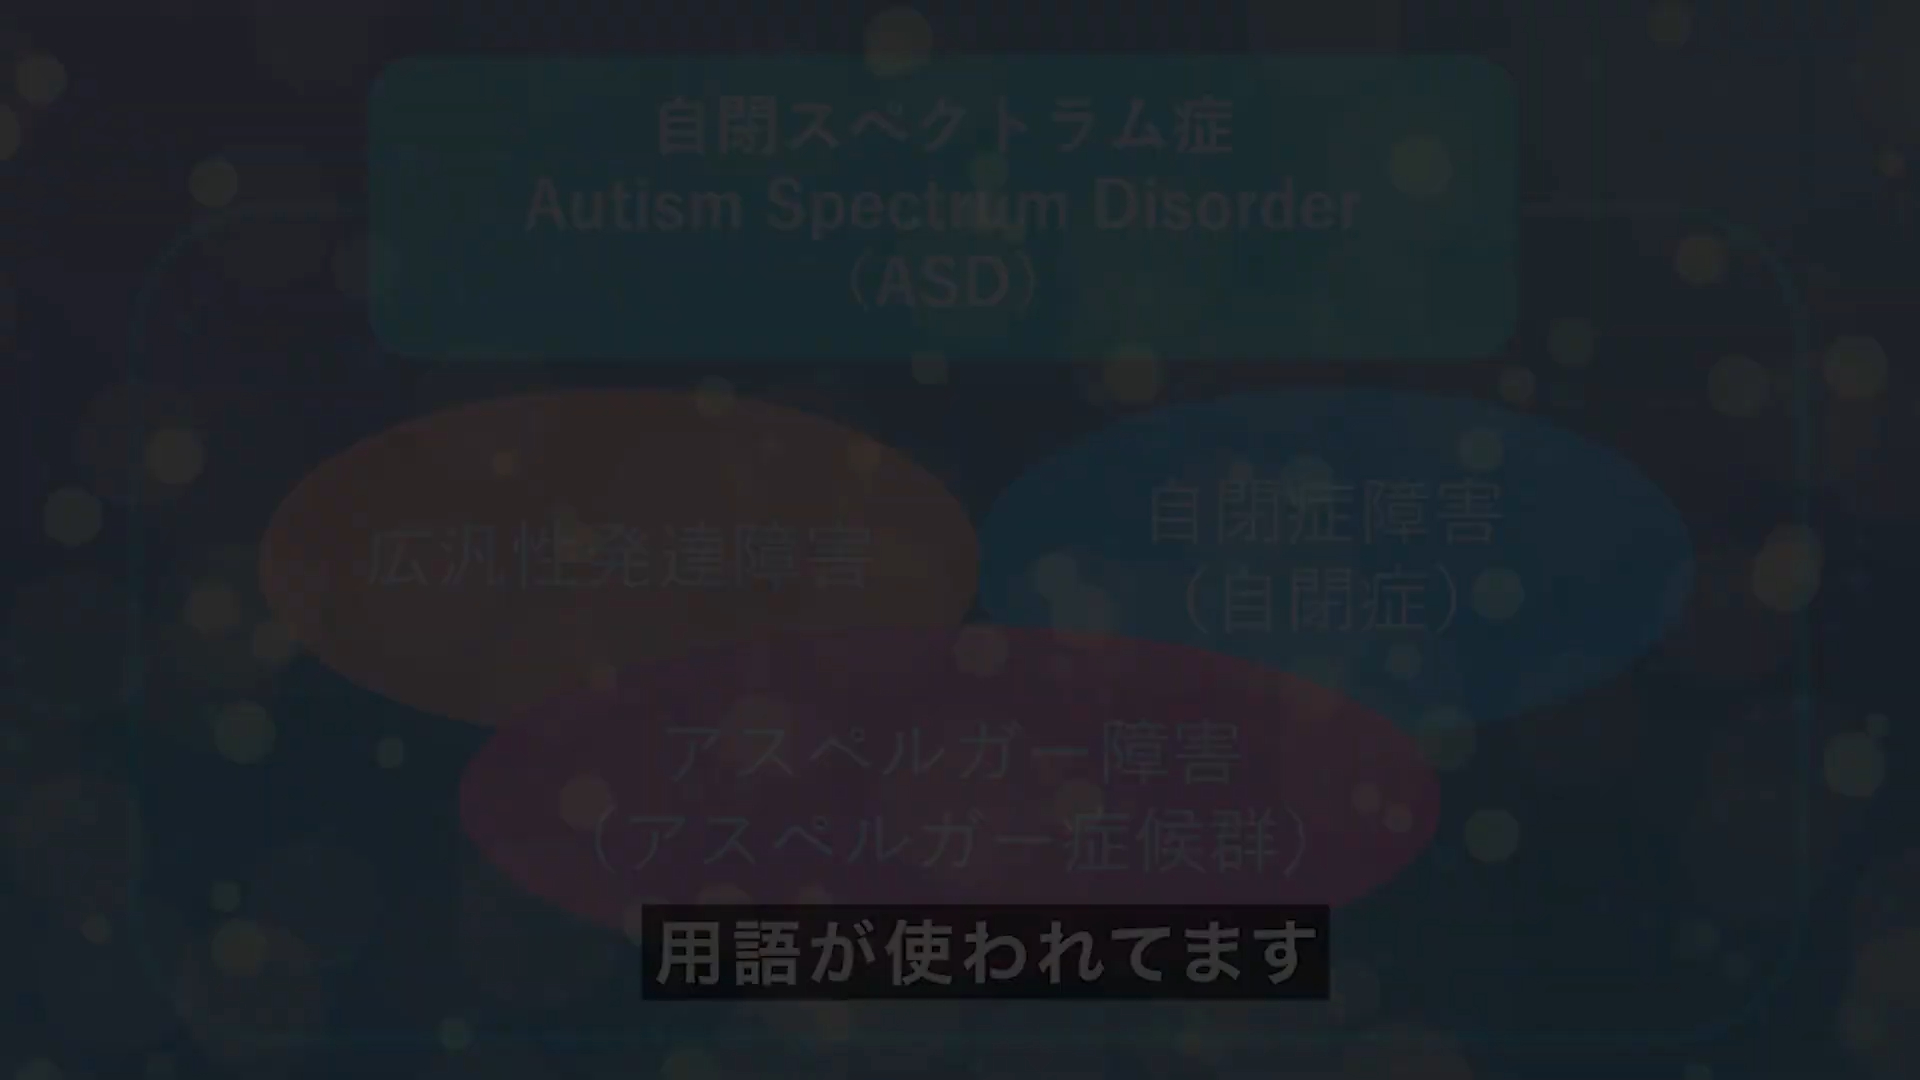 自閉スペクトラム症
Autism Spectrum Disorder
（ASD）
広汎性発達障害
自閉症障害
（自閉症）
アスペルガー障害
（アスペルガー症候群）
用語が使われてます